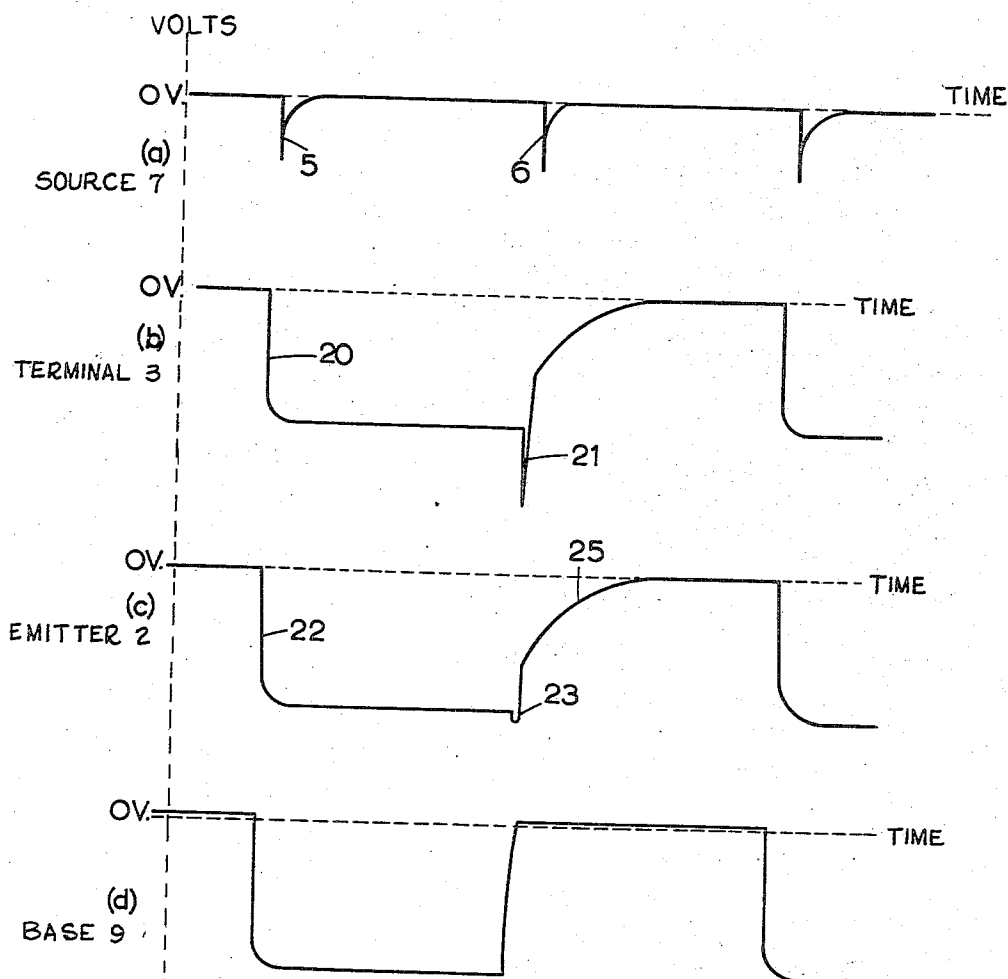 VOLTS
OV.
TIME
(a)
SOURCE 7
5
6
OV.
TIME
(b)
TERMINAL 3
20
21
OV.
TIME
(c)
EMITTER 2
22
25
23
OV.
TIME
(d)
BASE 9